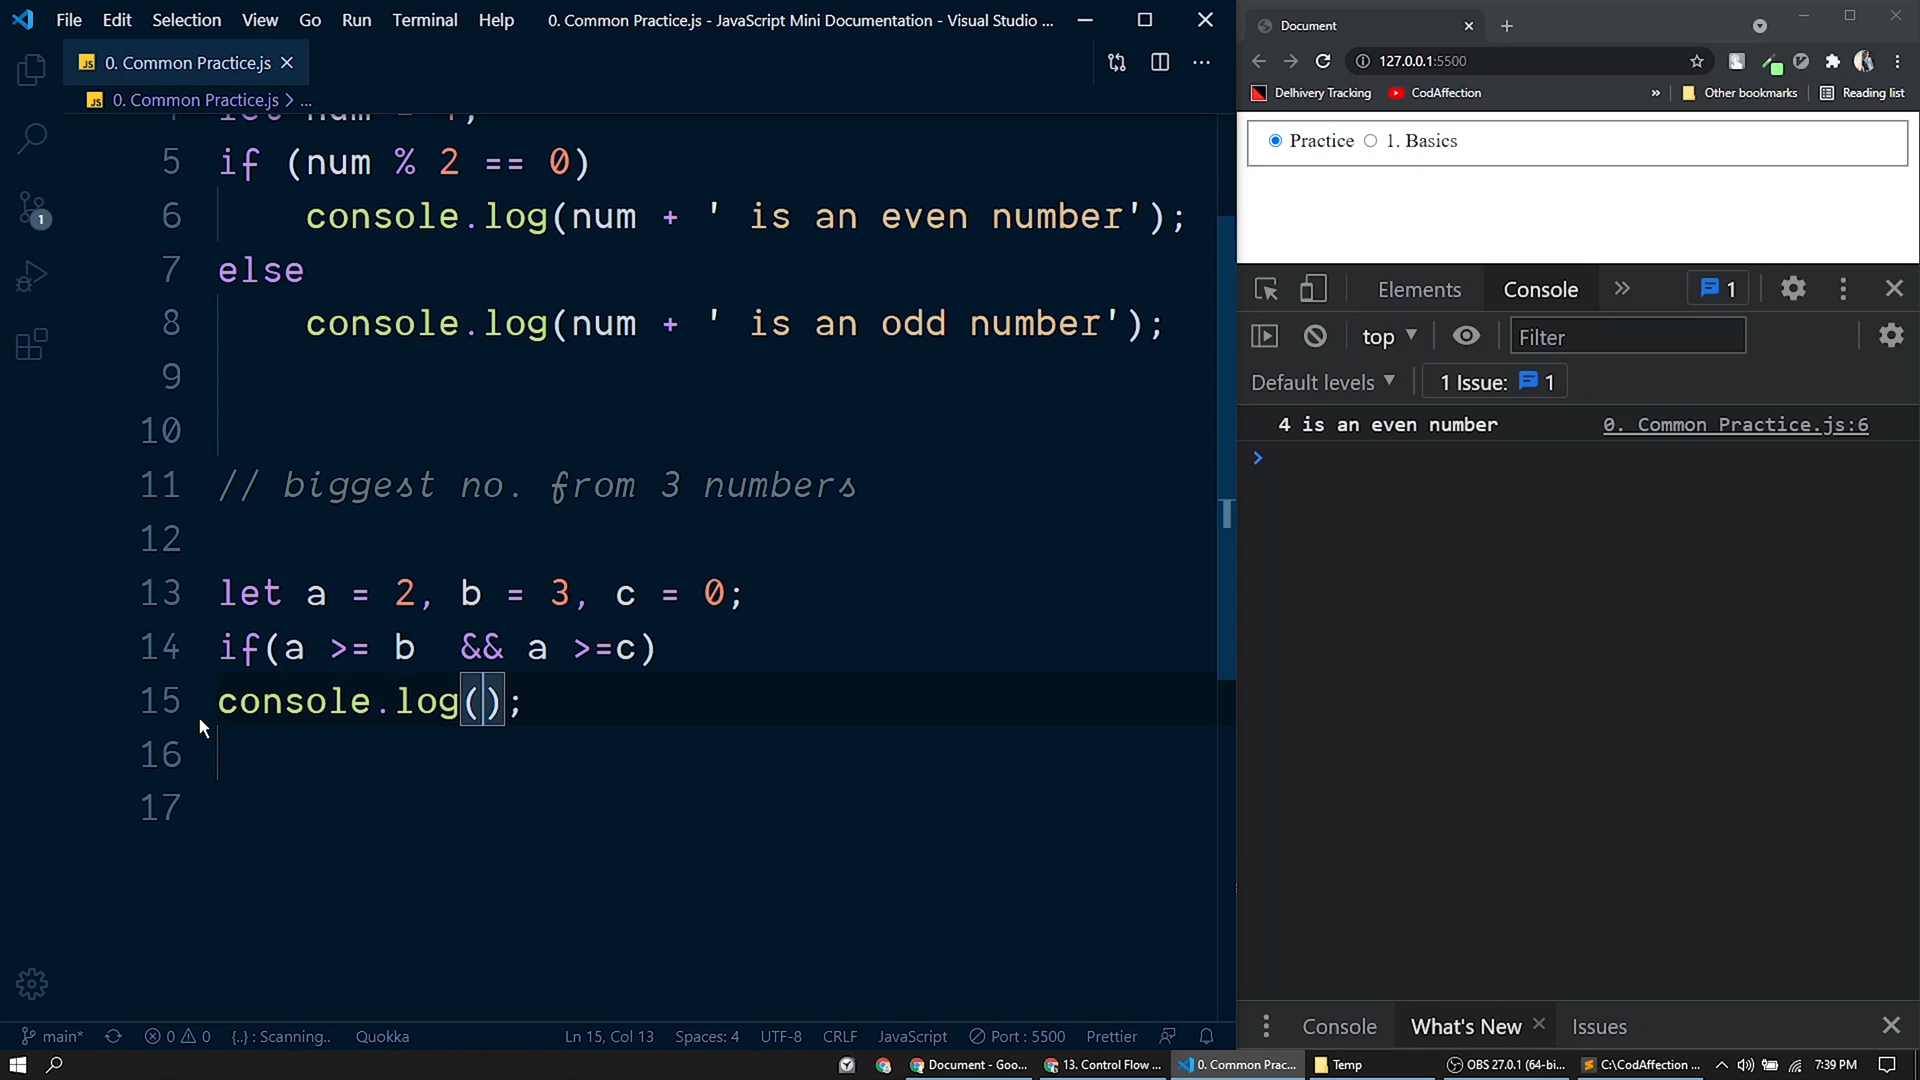 File Edit Selection View Go Run Terminal Help 0. Common Practice.js - JavaScript Mini Documentation - Visual Studio ...
JS 0. Common Practice.js
JS 0. Common Practice.js > ...
5 if (num % 2 == 0)
6 console.log(num + ' is an even number');
7 else
8 console.log(num + ' is an odd number');
9
10
11 // biggest no. from 3 numbers
12
13 let a = 2, b = 3, c = 0;
14 if(a >= b  && a >=c)
15 console.log();
16
17
1
main* 0 0 {..} : Scanning.. Quokka Ln 15, Col 13 Spaces: 4 UTF-8 CRLF JavaScript Port : 5500 Prettier
Document
127.0.0.1:5500
Delhivery Tracking CodAffection » Other bookmarks Reading list
Practice 1. Basics
Elements Console 1
top Filter
Default levels 1 Issue: 1
4 is an even number 0. Common Practice.js:6
>
Console What's New Issues
Document - Goo... 13. Control Flow ... 0. Common Prac... Temp OBS 27.0.1 (64-bi... C:\CodAffection ... 7:39 PM